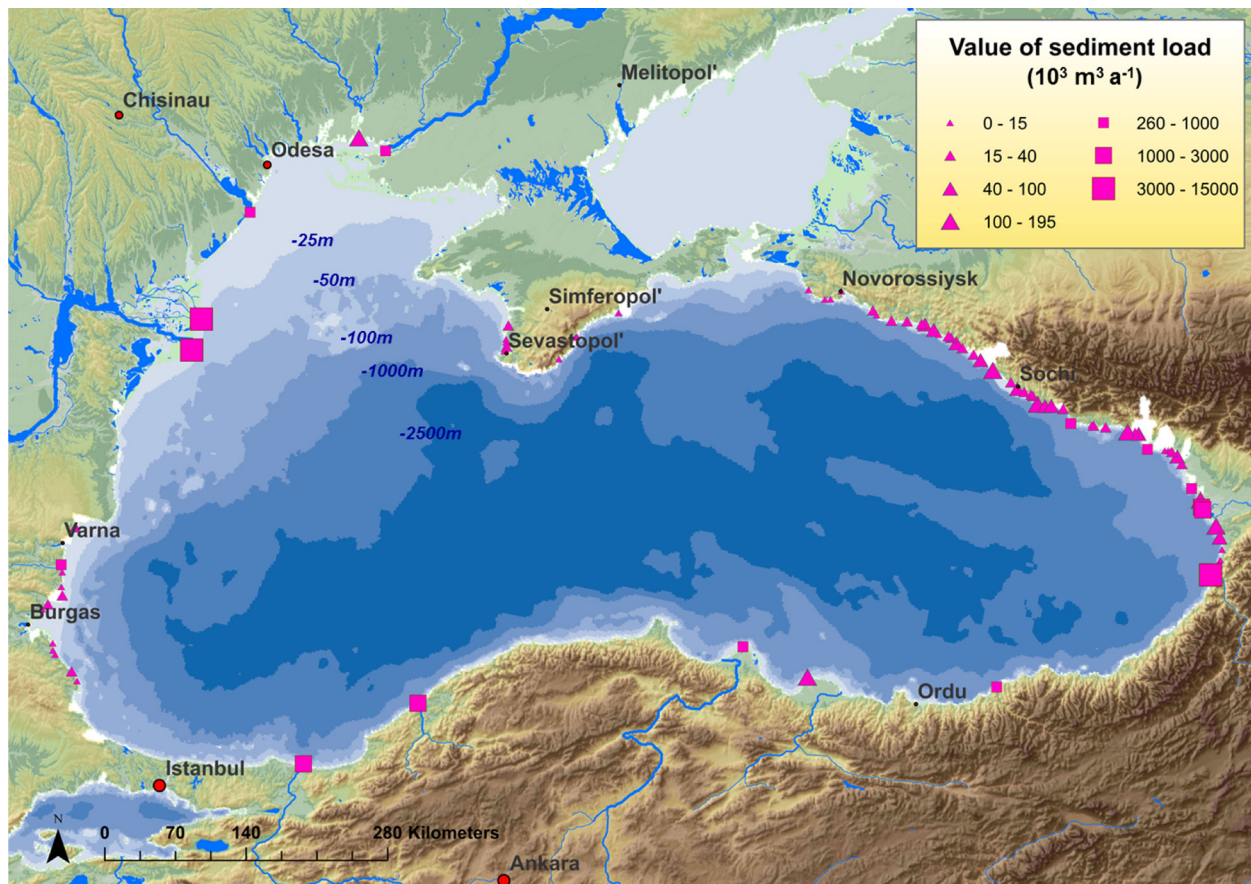 Value of sediment load
(10³ m³ a⁻¹)
0 - 15
260 - 1000
15 - 40
1000 - 3000
40 - 100
3000 - 15000
100 - 195
Melitopol'
Chisinau
Odesa
-25m
-50m
Novorossiysk
Simferopol'
-100m
Sevastopol'
-1000m
Sochi
-2500m
Varna
Burgas
Ordu
Istanbul
N
0 70 140 280 Kilometers
Ankara